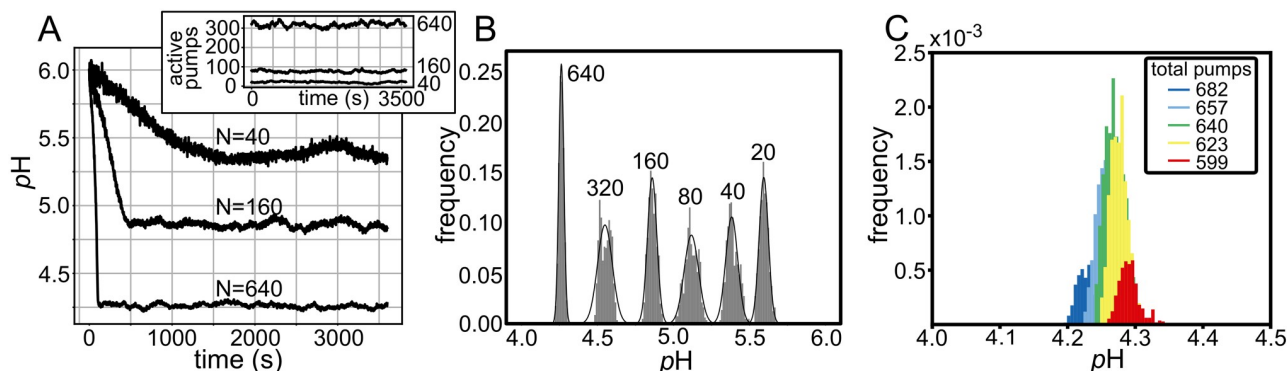 A
6.0
5.5
5.0
4.5
pH
N=40
N=160
N=640
0
1000
2000
3000
time (s)
active
pumps
300
200
100
0
640
160
40
0
time (s)
3500
B
0.25
0.20
0.15
0.10
0.05
0.00
frequency
640
320
160
80
40
20
4.0
4.5
5.0
5.5
6.0
pH
C
x10-3
2.5
2.0
1.5
1.0
0.5
frequency
total pumps
682
657
640
623
599
4.0
4.1
4.2
4.3
4.4
4.5
pH